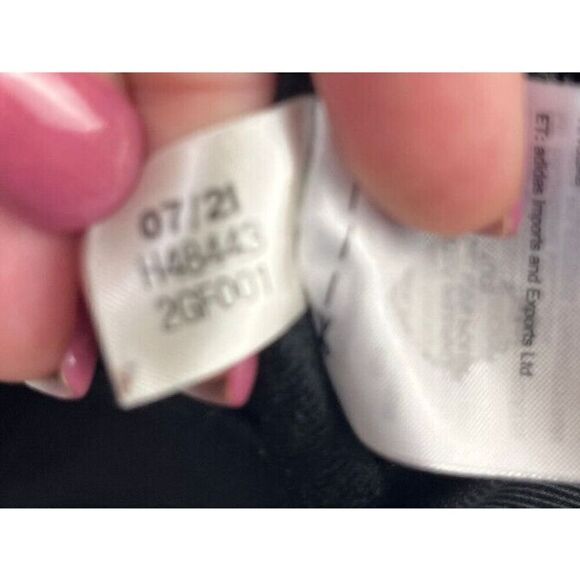 07/21
H48443
2GF001
ET: adidas Imports and Exports Ltd